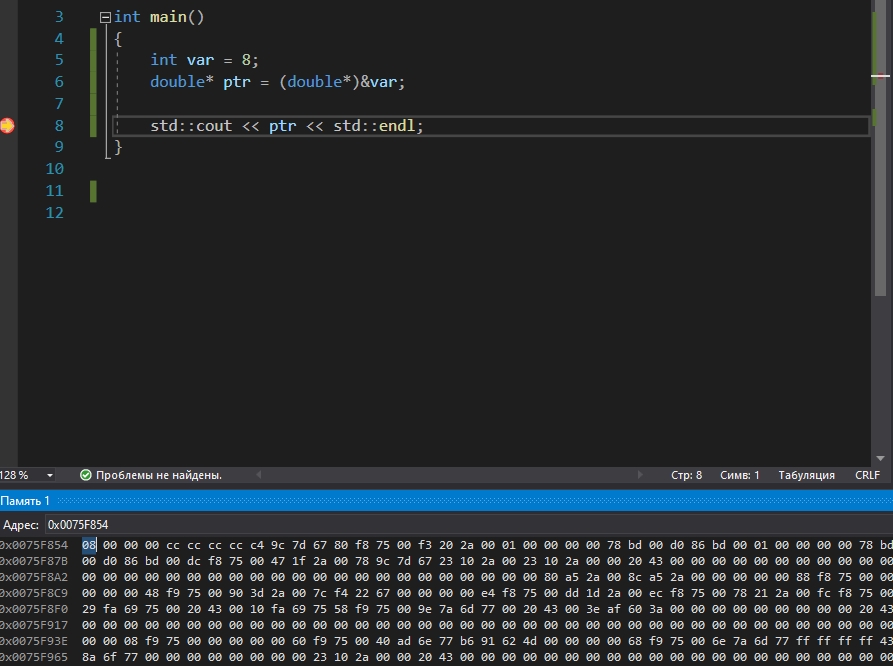 3 int main()
4 {
5 int var = 8;
6 double* ptr = (double*)&var;
7
8 std::cout << ptr << std::endl;
9 }
10
11
12
128 % Проблемы не найдены. Стр: 8 Симв: 1 Табуляция CRLF
Память 1
Адрес: 0x0075F854
0x0075F854 08 00 00 00 cc cc cc cc c4 9c 7d 67 80 f8 75 00 f3 20 2a 00 01 00 00 00 00 78 bd 00 d0 86 bd 00 01 00 00 00 00 78 bd
0x0075F87B 00 d0 86 bd 00 dc f8 75 00 47 1f 2a 00 78 9c 7d 67 23 10 2a 00 23 10 2a 00 00 20 43 00 00 00 00 00 00 00 00 00 00 00
0x0075F8A2 00 00 00 00 00 00 00 00 00 00 00 00 00 00 00 00 00 00 00 00 00 00 80 a5 2a 00 8c a5 2a 00 00 00 00 00 88 f8 75 00 00
0x0075F8C9 00 00 00 48 f9 75 00 90 3d 2a 00 7c f4 22 67 00 00 00 00 e4 f8 75 00 dd 1d 2a 00 ec f8 75 00 78 21 2a 00 fc f8 75 00
0x0075F8F0 29 fa 69 75 00 20 43 00 10 fa 69 75 58 f9 75 00 9e 7a 6d 77 00 20 43 00 3e af 60 3a 00 00 00 00 00 00 00 00 00 20 43
0x0075F917 00 00 00 00 00 00 00 00 00 00 00 00 00 00 00 00 00 00 00 00 00 00 00 00 00 00 00 00 00 00 00 00 00 00 00 00 00 00 00
0x0075F93E 00 00 08 f9 75 00 00 00 00 00 60 f9 75 00 40 ad 6e 77 b6 91 62 4d 00 00 00 00 68 f9 75 00 6e 7a 6d 77 ff ff ff ff 43
0x0075F965 8a 6f 77 00 00 00 00 00 00 00 00 23 10 2a 00 00 20 43 00 00 00 00 00 00 00 00 00 00 00 00 00 00 00 00 00 00 00 00 00